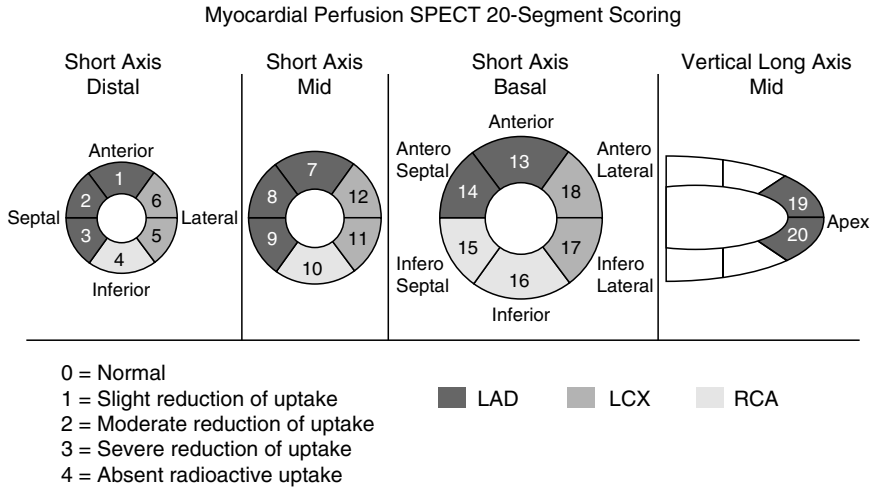 Myocardial Perfusion SPECT 20-Segment Scoring
Short Axis
Distal
Short Axis
Mid
Short Axis
Basal
Vertical Long Axis
Mid
Anterior
1
2
6
Septal
Lateral
3
5
4
Inferior
7
8
12
9
11
10
Anterior
Antero
Septal
Antero
Lateral
13
14
18
15
17
16
Infero
Septal
Infero
Lateral
Inferior
19
20
Apex
0 = Normal
1 = Slight reduction of uptake
2 = Moderate reduction of uptake
3 = Severe reduction of uptake
4 = Absent radioactive uptake
LAD
LCX
RCA